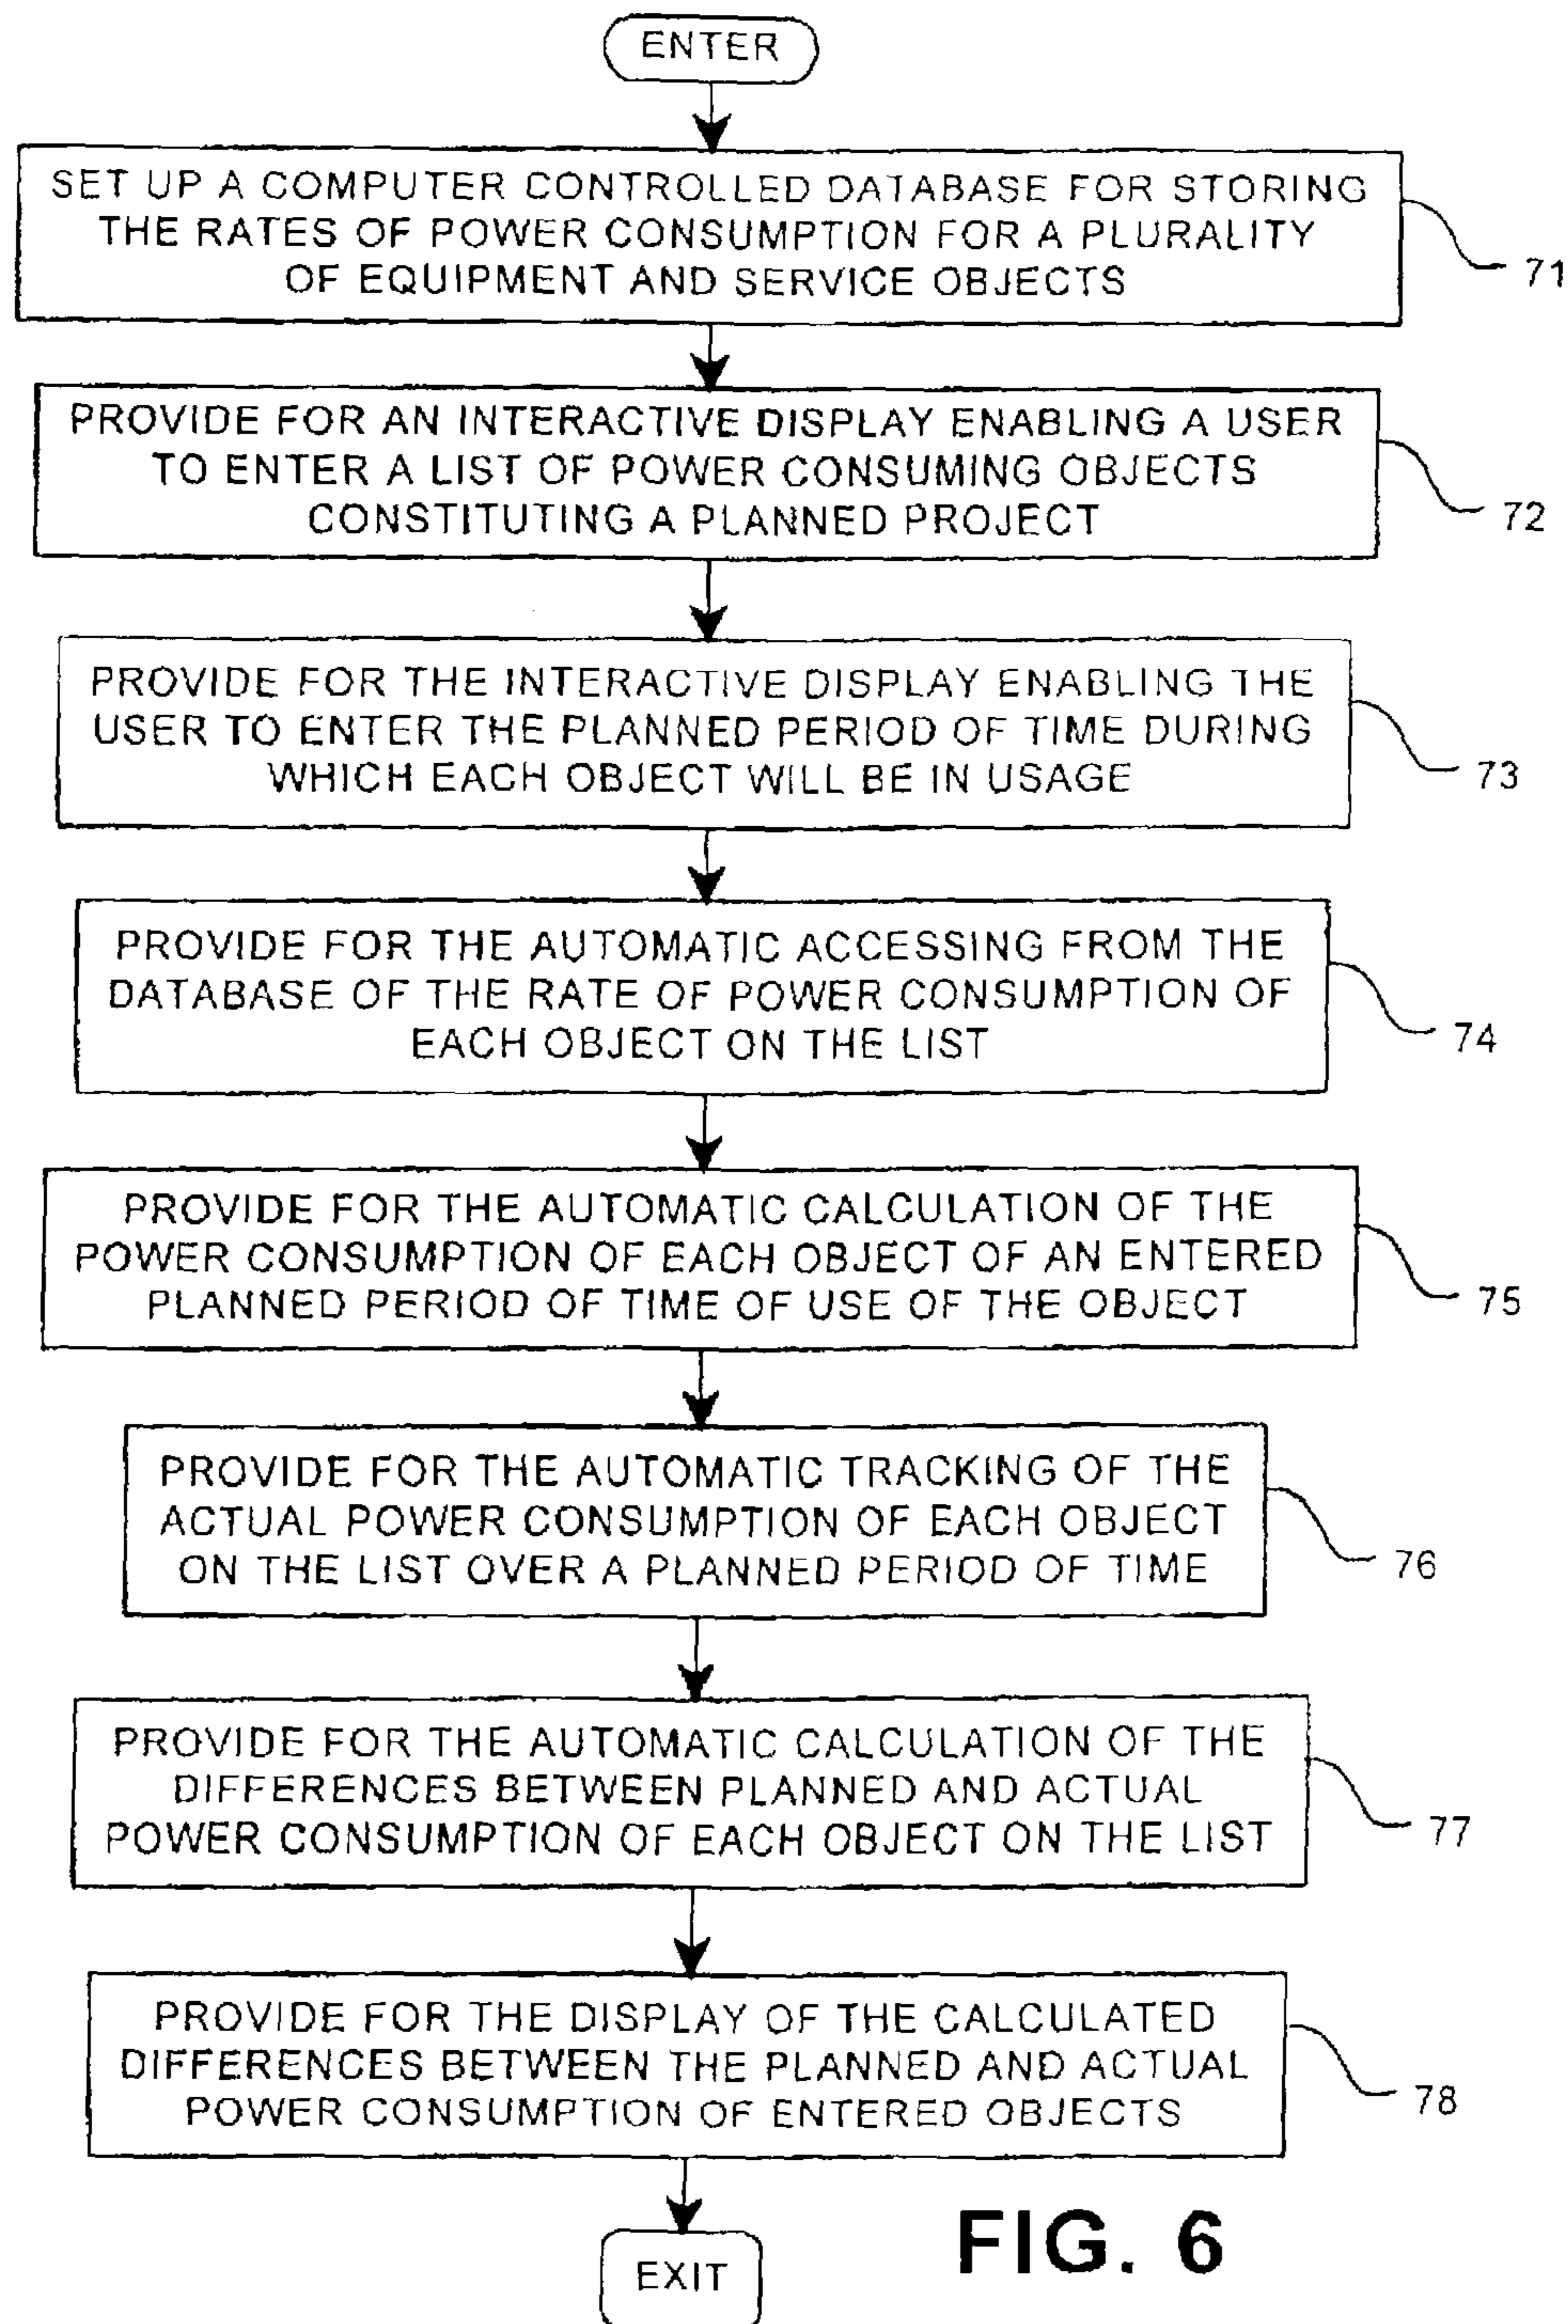 ENTER
SET UP A COMPUTER CONTROLLED DATABASE FOR STORING
THE RATES OF POWER CONSUMPTION FOR A PLURALITY
OF EQUIPMENT AND SERVICE OBJECTS
71
PROVIDE FOR AN INTERACTIVE DISPLAY ENABLING A USER
TO ENTER A LIST OF POWER CONSUMING OBJECTS
CONSTITUTING A PLANNED PROJECT
72
PROVIDE FOR THE INTERACTIVE DISPLAY ENABLING THE
USER TO ENTER THE PLANNED PERIOD OF TIME DURING
WHICH EACH OBJECT WILL BE IN USAGE
73
PROVIDE FOR THE AUTOMATIC ACCESSING FROM THE
DATABASE OF THE RATE OF POWER CONSUMPTION OF
EACH OBJECT ON THE LIST
74
PROVIDE FOR THE AUTOMATIC CALCULATION OF THE
POWER CONSUMPTION OF EACH OBJECT OF AN ENTERED
PLANNED PERIOD OF TIME OF USE OF THE OBJECT
75
PROVIDE FOR THE AUTOMATIC TRACKING OF THE
ACTUAL POWER CONSUMPTION OF EACH OBJECT
ON THE LIST OVER A PLANNED PERIOD OF TIME
76
PROVIDE FOR THE AUTOMATIC CALCULATION OF THE
DIFFERENCES BETWEEN PLANNED AND ACTUAL
POWER CONSUMPTION OF EACH OBJECT ON THE LIST
77
PROVIDE FOR THE DISPLAY OF THE CALCULATED
DIFFERENCES BETWEEN THE PLANNED AND ACTUAL
POWER CONSUMPTION OF ENTERED OBJECTS
78
EXIT
FIG. 6